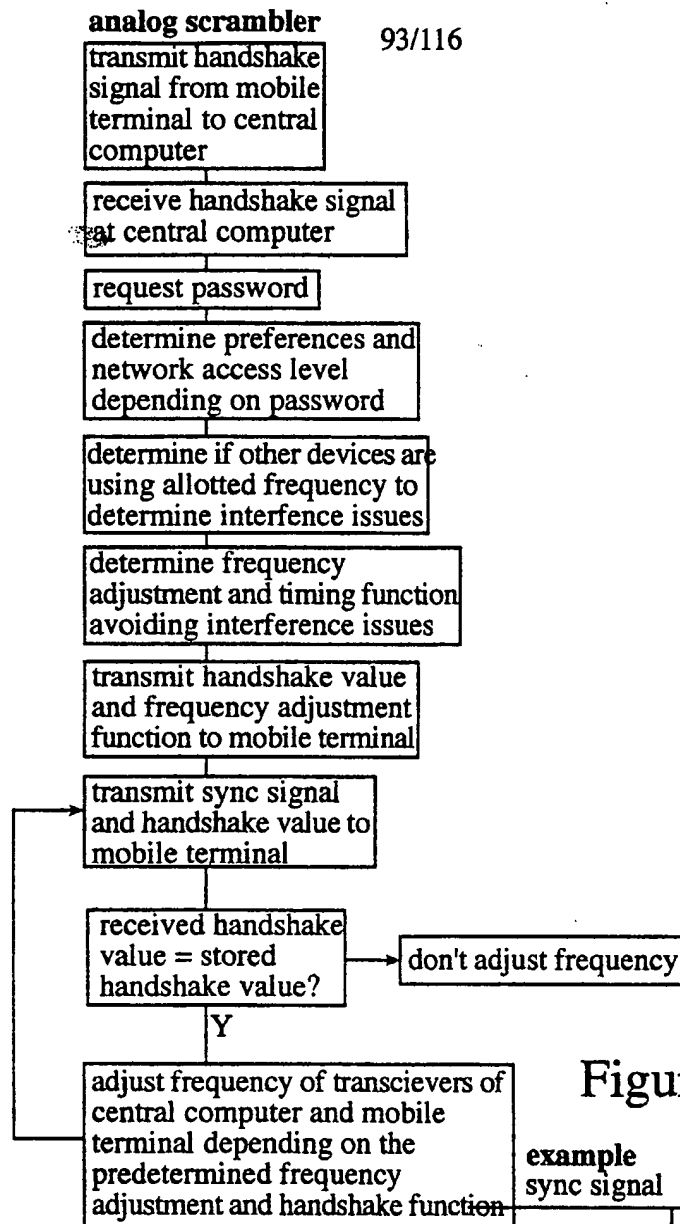 analog scrambler
93/116
transmit handshake
signal from mobile
terminal to central
computer
receive handshake signal
at central computer
request password
determine preferences and
network access level
depending on password
determine if other devices are
using allotted frequency to
determine interfence issues
determine frequency
adjustment and timing function
avoiding interference issues
transmit handshake value
and frequency adjustment
function to mobile terminal
transmit sync signal
and handshake value to
mobile terminal
received handshake
value = stored
handshake value?
don't adjust frequency
Y
adjust frequency of transcievers of
central computer and mobile
terminal depending on the
predetermined frequency
adjustment and handshake function
example
sync signal